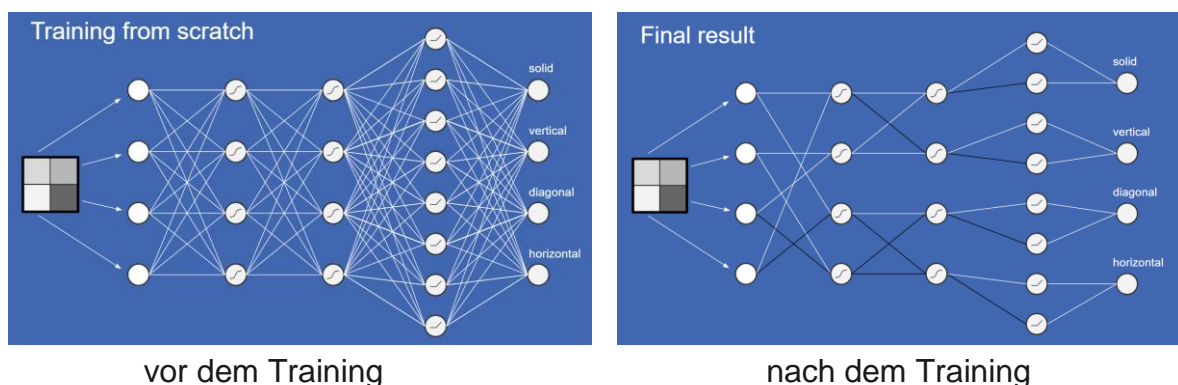 Training from scratch
solid
vertical
diagonal
horizontal
vor dem Training
Final result
solid
vertical
diagonal
horizontal
nach dem Training